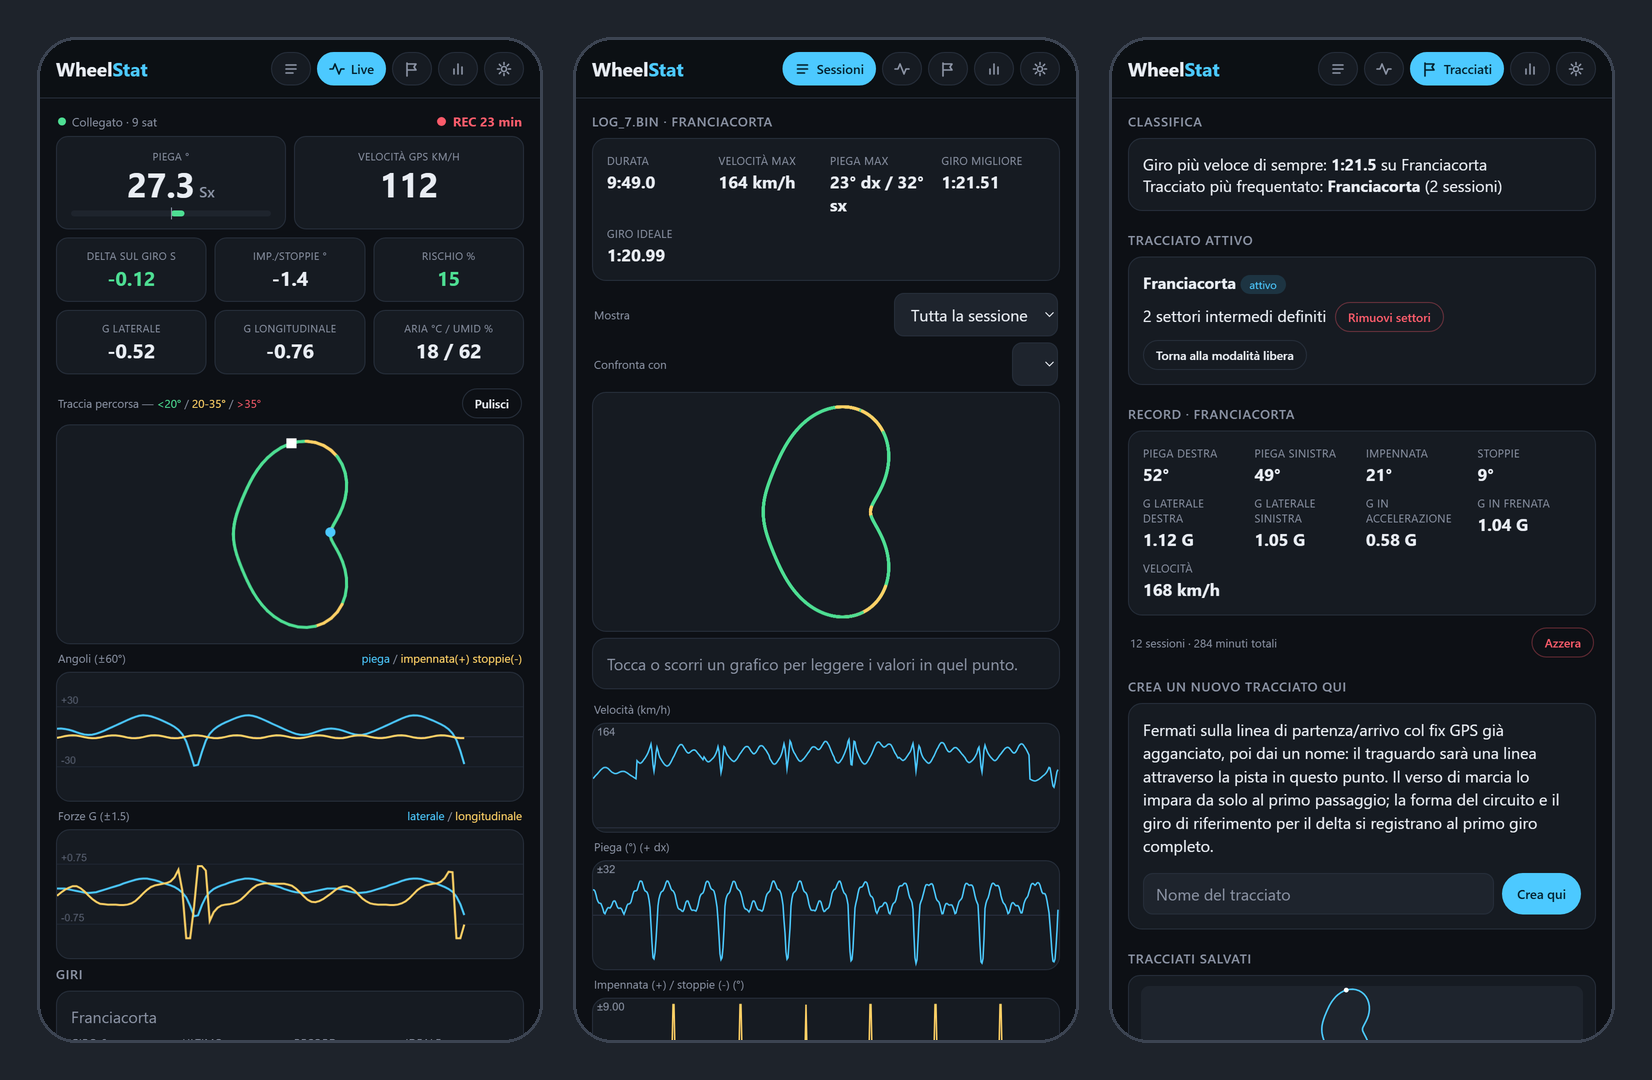 WheelStat
Live
Collegato · 9 sat
REC 23 min
PIEGA °
27.3 Sx
VELOCITÀ GPS KM/H
112
DELTA SUL GIRO S
-0.12
IMP./STOPPIE °
-1.4
RISCHIO %
15
G LATERALE
-0.52
G LONGITUDINALE
-0.76
ARIA °C / UMID %
18 / 62
Traccia percorsa — <20° / 20-35° / >35°
Pulisci
Angoli (±60°)
piega / impennata(+) stoppie(-)
+30
-30
Forze G (±1.5)
laterale / longitudinale
+0.75
-0.75
GIRI
Franciacorta
WheelStat
Sessioni
LOG_7.BIN · FRANCIACORTA
DURATA
9:49.0
VELOCITÀ MAX
164 km/h
PIEGA MAX
23° dx / 32°
sx
GIRO MIGLIORE
1:21.51
GIRO IDEALE
1:20.99
Mostra
Tutta la sessione
Confronta con
Tocca o scorri un grafico per leggere i valori in quel punto.
Velocità (km/h)
164
Piega (°) (+ dx)
±32
Impennata (+) / stoppie (-) (°)
±9.00
WheelStat
Tracciati
CLASSIFICA
Giro più veloce di sempre: 1:21.5 su Franciacorta
Tracciato più frequentato: Franciacorta (2 sessioni)
TRACCIATO ATTIVO
Franciacorta attivo
2 settori intermedi definiti
Rimuovi settori
Torna alla modalità libera
RECORD · FRANCIACORTA
PIEGA DESTRA
52°
PIEGA SINISTRA
49°
IMPENNATA
21°
STOPPIE
9°
G LATERALE
DESTRA
1.12 G
G LATERALE
SINISTRA
1.05 G
G IN
ACCELERAZIONE
0.58 G
G IN FRENATA
1.04 G
VELOCITÀ
168 km/h
12 sessioni · 284 minuti totali
Azzera
CREA UN NUOVO TRACCIATO QUI
Fermati sulla linea di partenza/arrivo col fix GPS già
agganciato, poi dai un nome: il traguardo sarà una linea
attraverso la pista in questo punto. Il verso di marcia lo
impara da solo al primo passaggio; la forma del circuito e il
giro di riferimento per il delta si registrano al primo giro
completo.
Nome del tracciato
Crea qui
TRACCIATI SALVATI